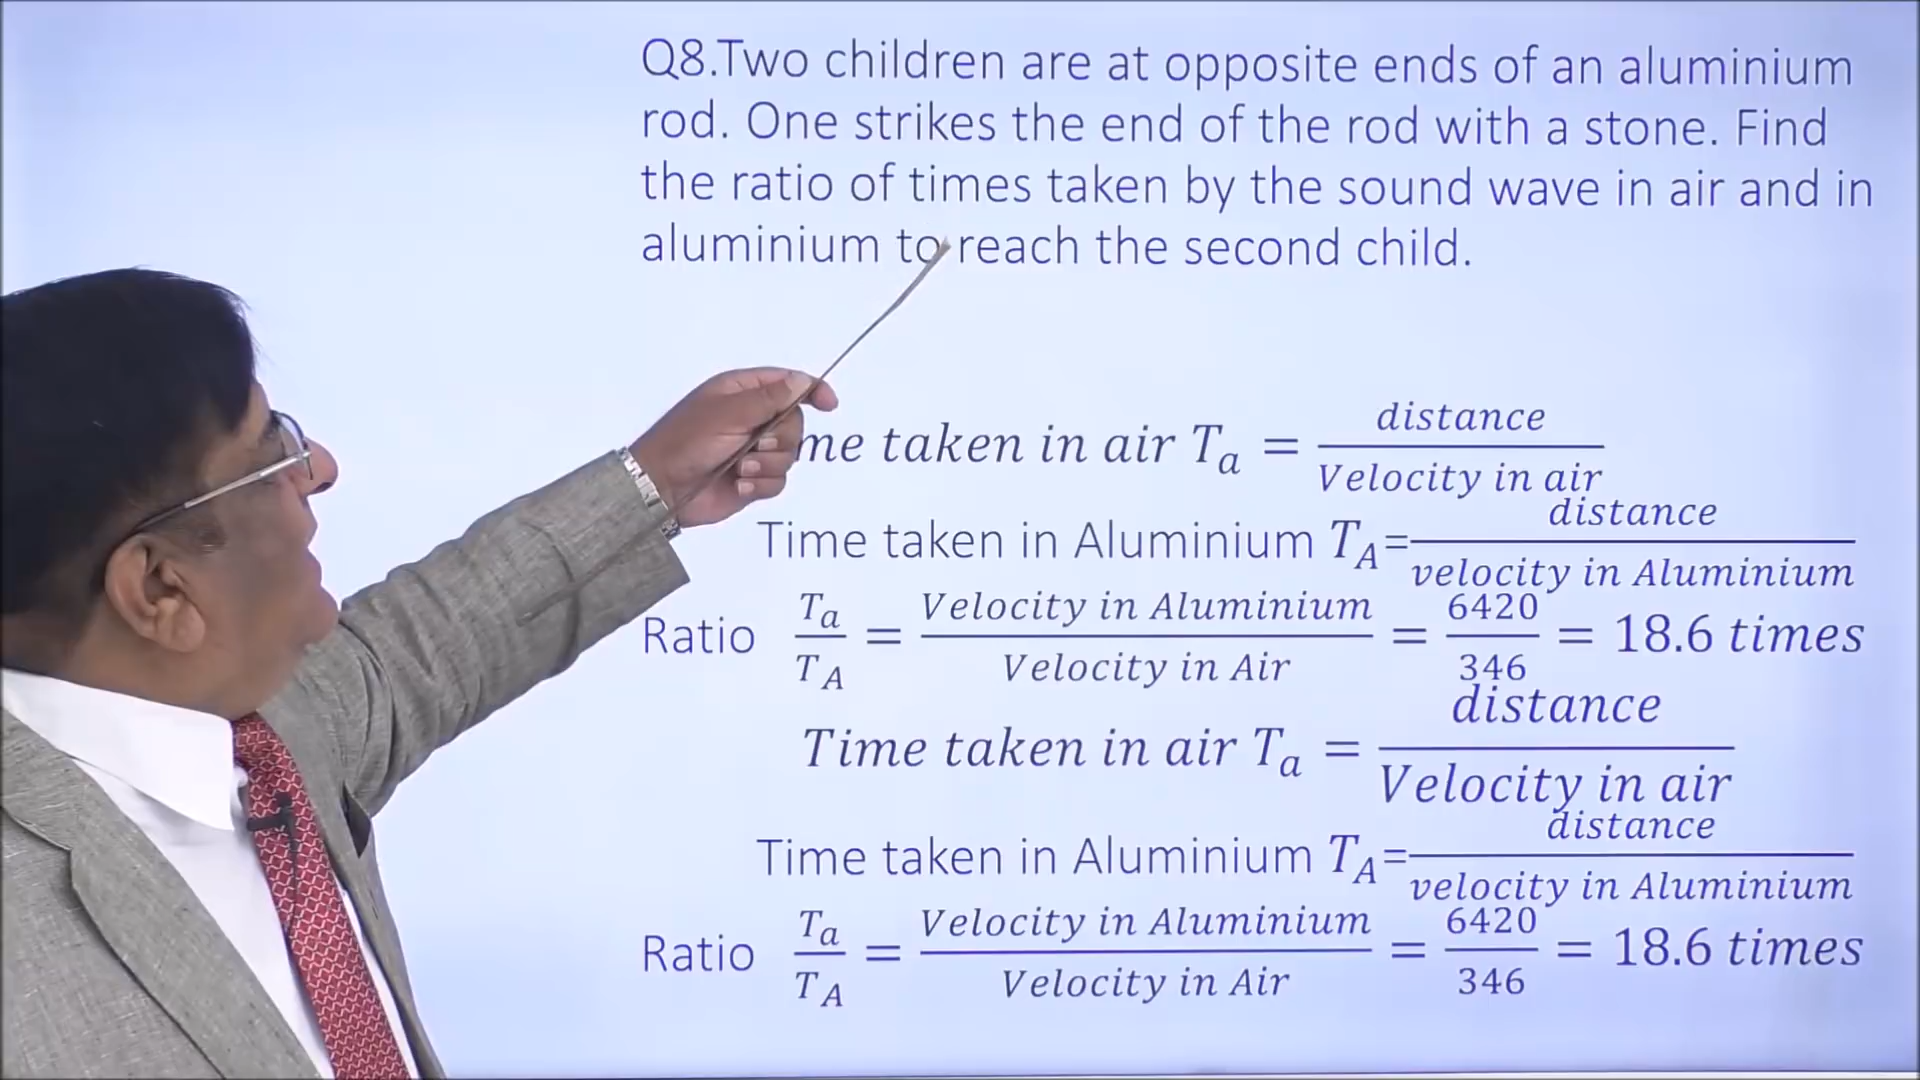 Q8.Two children are at opposite ends of an aluminium
rod. One strikes the end of the rod with a stone. Find
the ratio of times taken by the sound wave in air and in
aluminium to reach the second child.
me taken in air Tₐ = distance / Velocity in air
Time taken in Aluminium T_A= distance / velocity in Aluminium
Ratio Tₐ / T_A = Velocity in Aluminium / Velocity in Air = 6420 / 346 = 18.6 times
Time taken in air Tₐ = distance / Velocity in air
Time taken in Aluminium T_A= distance / velocity in Aluminium
Ratio Tₐ / T_A = Velocity in Aluminium / Velocity in Air = 6420 / 346 = 18.6 times